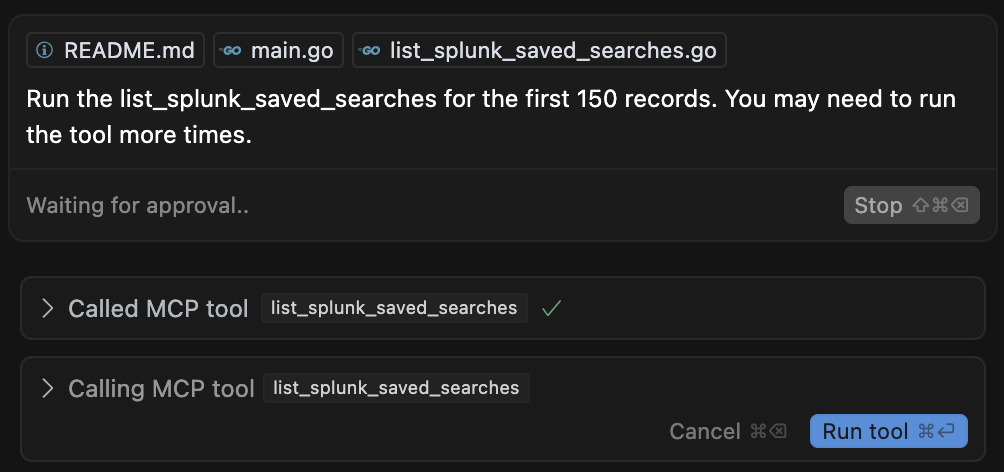 README.md main.go list_splunk_saved_searches.go
Run the list_splunk_saved_searches for the first 150 records. You may need to run
the tool more times.
Waiting for approval.. Stop ⇧⌘⌫
Called MCP tool list_splunk_saved_searches ✓
Calling MCP tool list_splunk_saved_searches
Cancel ⌘⌫ Run tool ⌘⏎